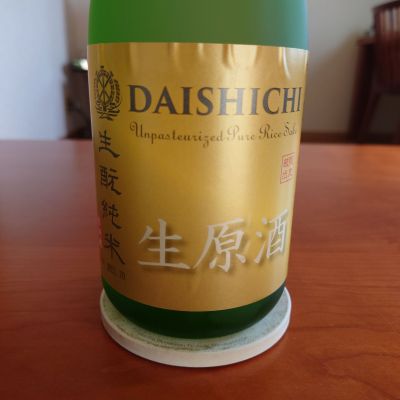 DAISHICHI
Unpasteurized Pure Rice Sake
生酛純米
生原酒